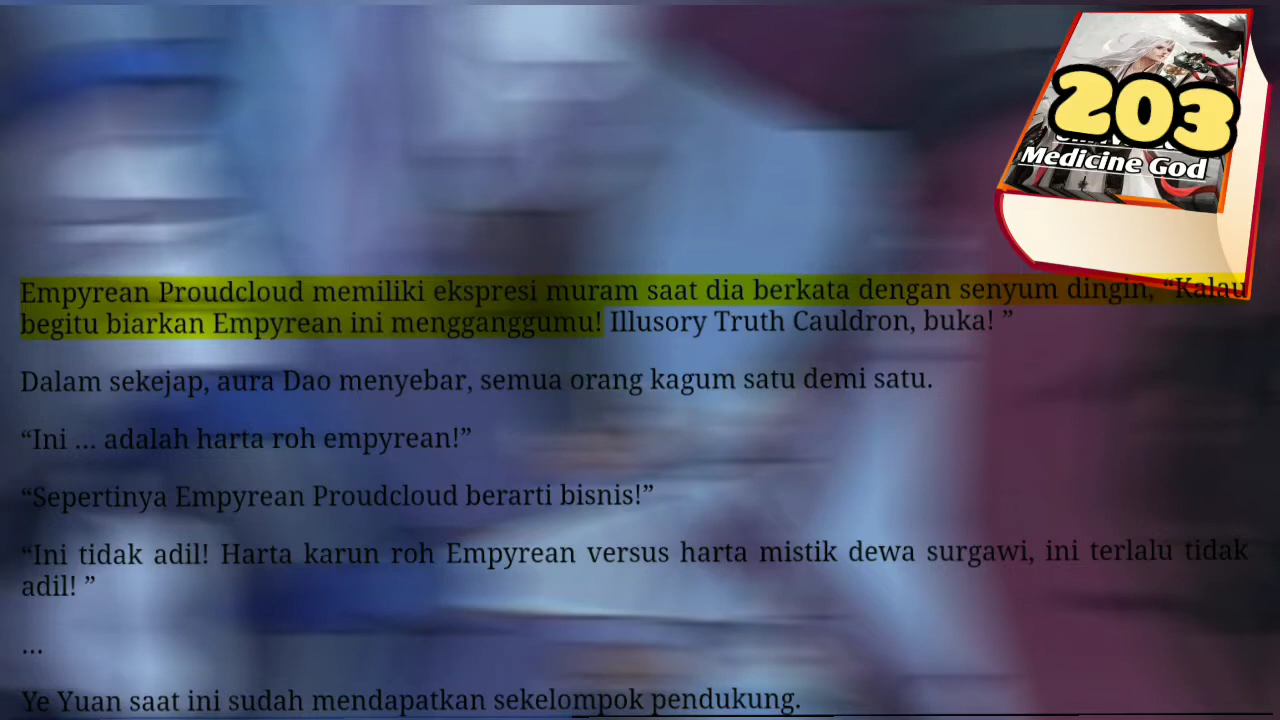 203
Medicine God
Empyrean Proudcloud memiliki ekspresi muram saat dia berkata dengan senyum dingin, “Kalau
begitu biarkan Empyrean ini mengganggumu! Illusory Truth Cauldron, buka! ”
Dalam sekejap, aura Dao menyebar, semua orang kagum satu demi satu.
“Ini ... adalah harta roh empyrean!”
“Sepertinya Empyrean Proudcloud berarti bisnis!”
“Ini tidak adil! Harta karun roh Empyrean versus harta mistik dewa surgawi, ini terlalu tidak
adil! ”
...
Ye Yuan saat ini sudah mendapatkan sekelompok pendukung.